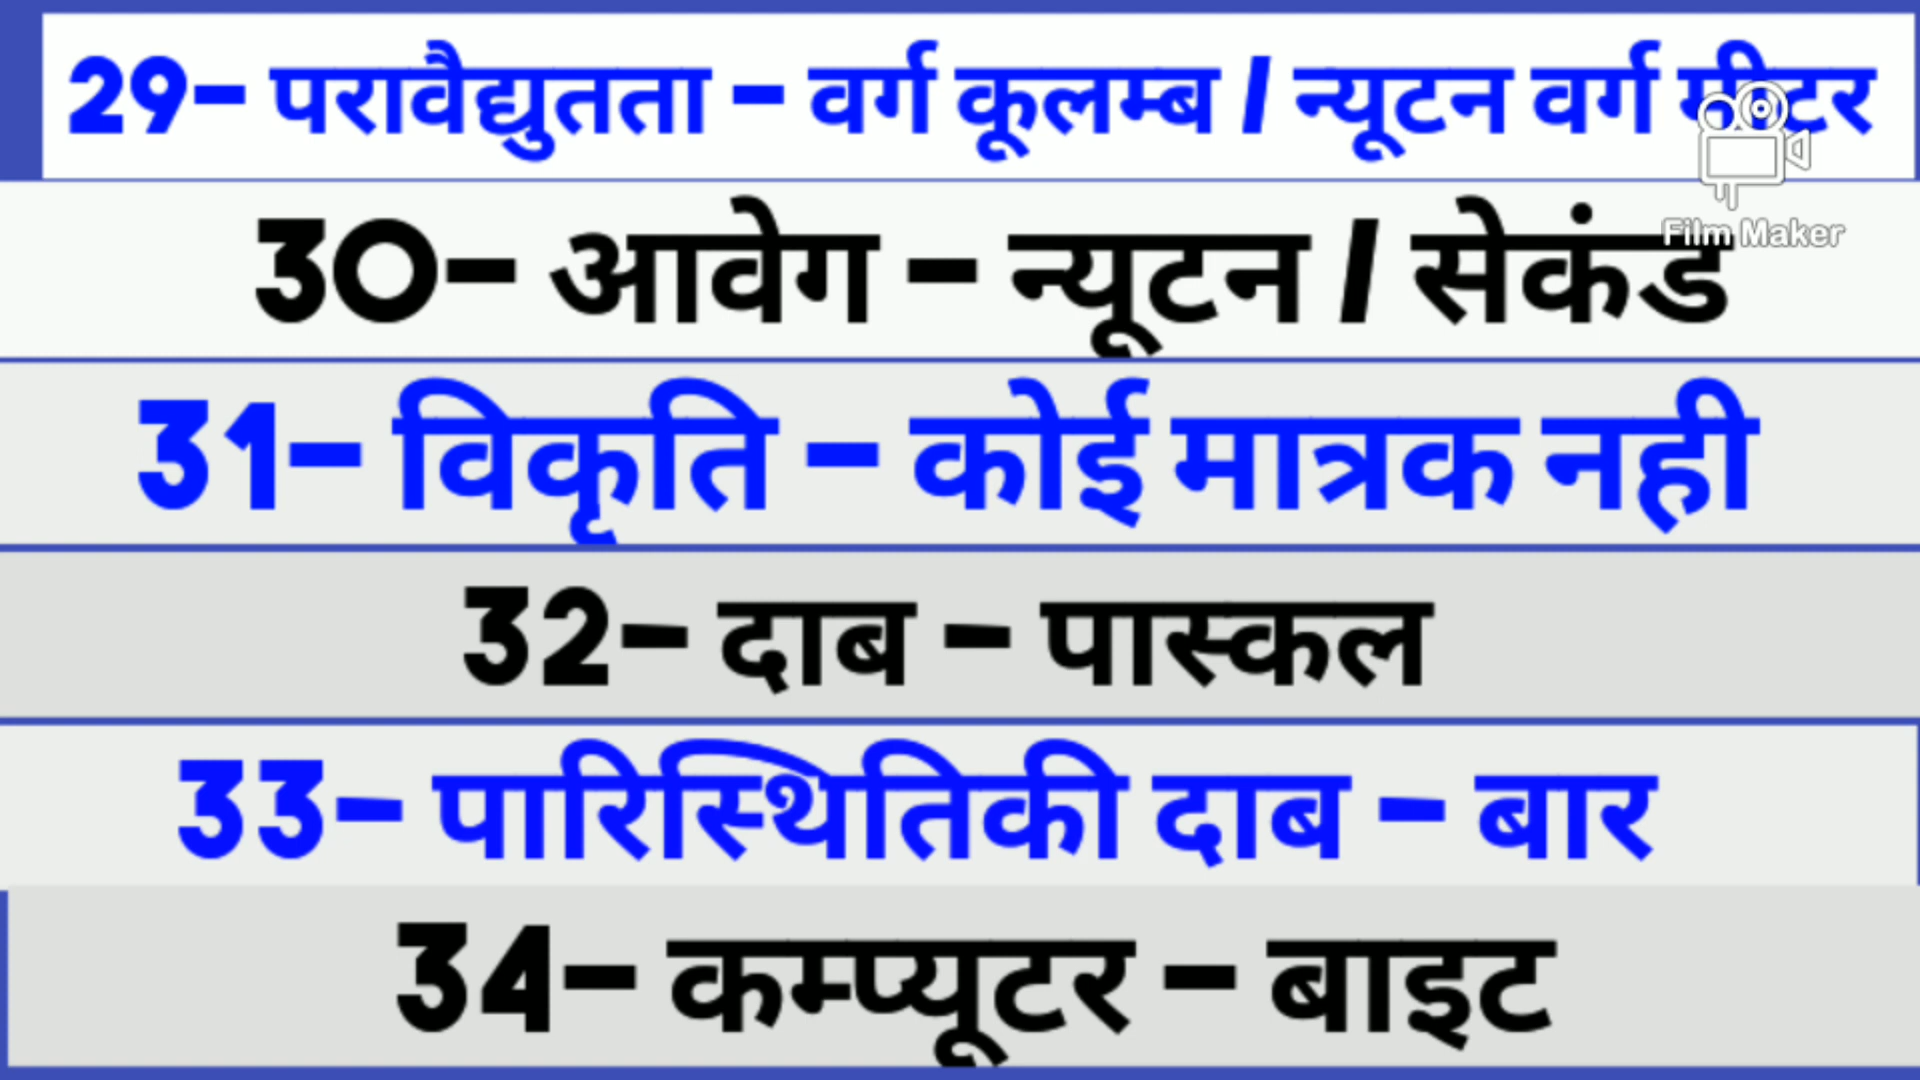 29- परावैद्युतता - वर्ग कूलम्ब / न्यूटन वर्ग मीटर
30- आवेग - न्यूटन / सेकंड
Film Maker
31- विकृति - कोई मात्रक नही
32- दाब - पास्कल
33- पारिस्थितिकी दाब - बार
34- कम्प्यूटर - बाइट